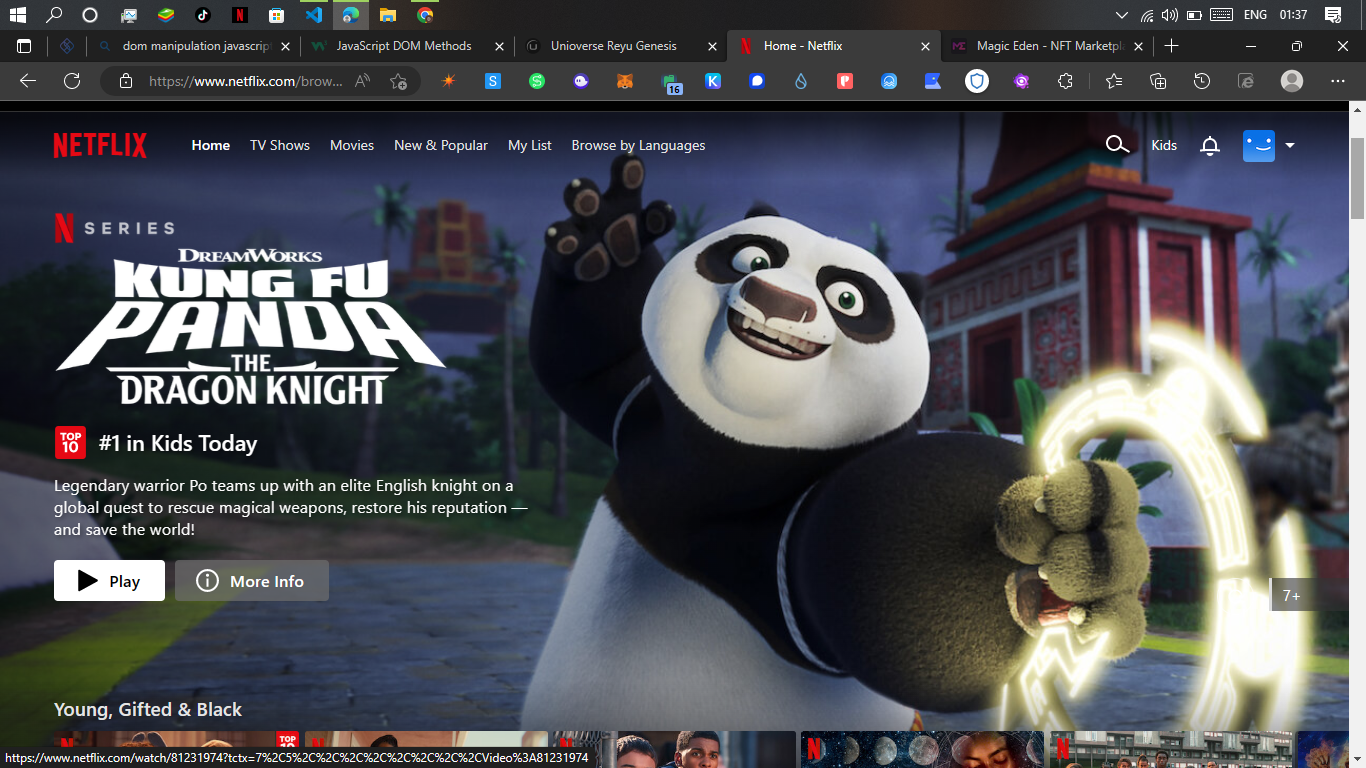 ENG
01:37
dom manipulation javascript
JavaScript DOM Methods
Unioverse Reyu Genesis
Home - Netflix
Magic Eden - NFT Marketpla
https://www.netflix.com/brow...
16
NETFLIX
Home
TV Shows
Movies
New & Popular
My List
Browse by Languages
Kids
N SERIES
DREAMWORKS
KUNG FU
PANDA
THE
DRAGON KNIGHT
TOP
10
#1 in Kids Today
Legendary warrior Po teams up with an elite English knight on a
global quest to rescue magical weapons, restore his reputation —
and save the world!
Play
More Info
7+
Young, Gifted & Black
TOP
10
https://www.netflix.com/watch/81231974?tctx=7%2C5%2C%2C%2C%2C%2C%2C%2C%2CVideo%3A81231974